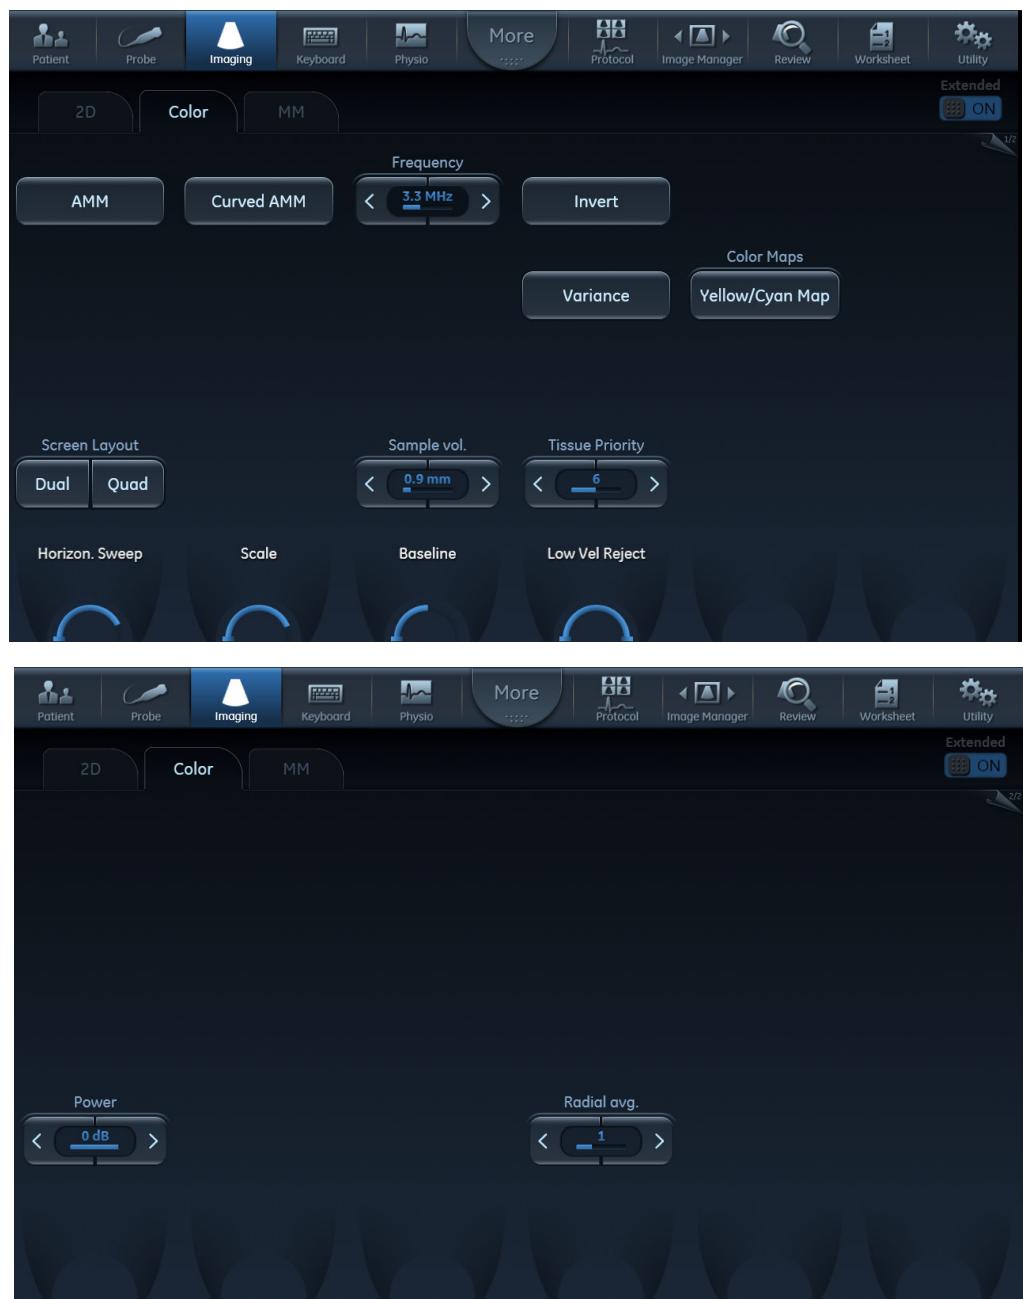 Patient
Probe
Imaging
Keyboard
Physio
More
Protocol
Image Manager
Review
Worksheet
Utility
2D
Color
MM
Extended
ON
1/2
Frequency
AMM
Curved AMM
3.3 MHz
Invert
Color Maps
Variance
Yellow/Cyan Map
Screen Layout
Sample vol.
Tissue Priority
Dual
Quad
0.9 mm
6
Horizon. Sweep
Scale
Baseline
Low Vel Reject
Patient
Probe
Imaging
Keyboard
Physio
More
Protocol
Image Manager
Review
Worksheet
Utility
2D
Color
MM
Extended
ON
2/2
Power
Radial avg.
0 dB
1